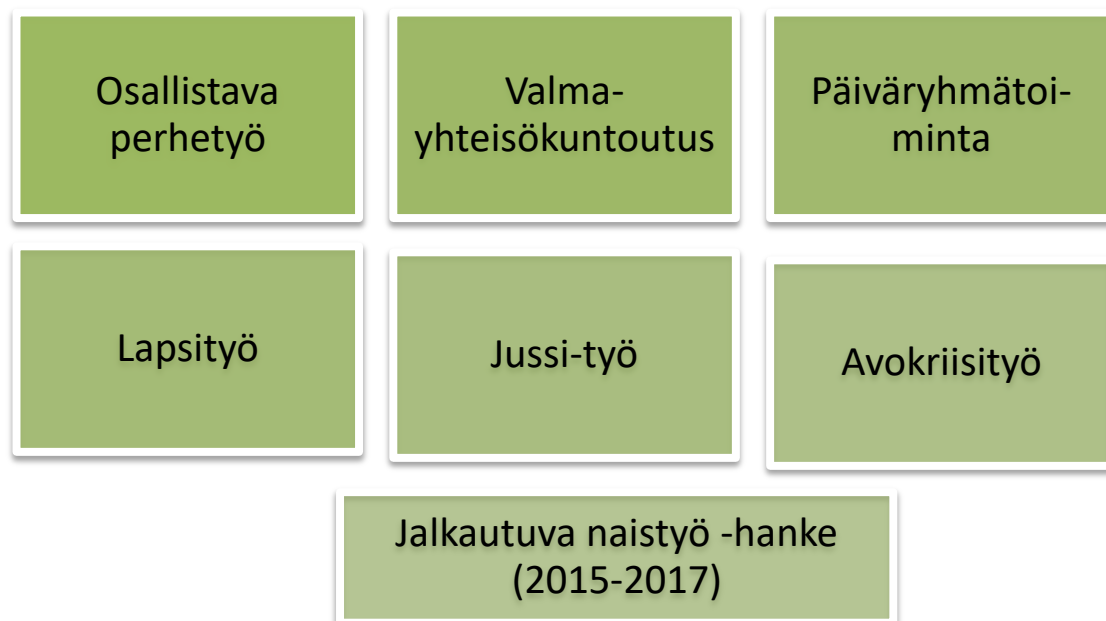 Osallistava
perhetyö
Valma-
yhteisökuntoutus
Päiväryhmätoi-
minta
Lapsityö
Jussi-työ
Avokriisityö
Jalkautuva naistyö -hanke
(2015-2017)